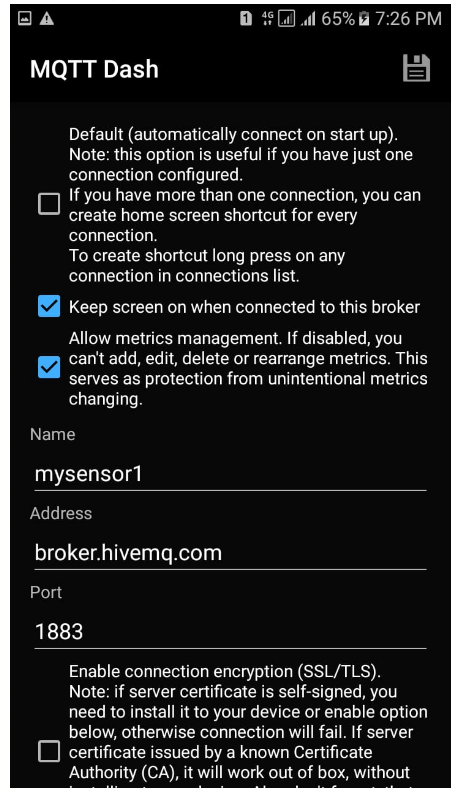 1 4G 65% 7:26 PM
MQTT Dash
Default (automatically connect on start up).
Note: this option is useful if you have just one
connection configured.
If you have more than one connection, you can
create home screen shortcut for every
connection.
To create shortcut long press on any
connection in connections list.
Keep screen on when connected to this broker
Allow metrics management. If disabled, you
can't add, edit, delete or rearrange metrics. This
serves as protection from unintentional metrics
changing.
Name
mysensor1
Address
broker.hivemq.com
Port
1883
Enable connection encryption (SSL/TLS).
Note: if server certificate is self-signed, you
need to install it to your device or enable option
below, otherwise connection will fail. If server
certificate issued by a known Certificate
Authority (CA), it will work out of box, without